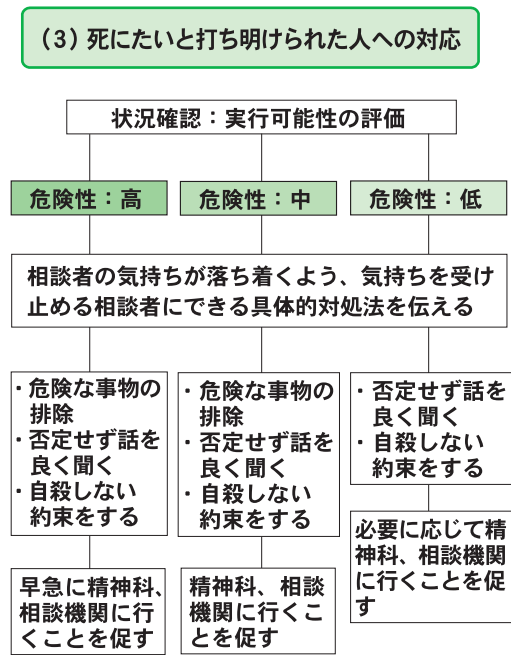 （3）死にたいと打ち明けられた人への対応
状況確認：実行可能性の評価
危険性：高
危険性：中
危険性：低
相談者の気持ちが落ち着くよう、気持ちを受け
止める相談者にできる具体的対処法を伝える
・危険な事物の
排除
・否定せず話を
良く聞く
・自殺しない
約束をする
・危険な事物の
排除
・否定せず話を
良く聞く
・自殺しない
約束をする
・否定せず話を
良く聞く
・自殺しない
約束をする
早急に精神科、
相談機関に行
くことを促す
精神科、相談
機関に行くこ
とを促す
必要に応じて精
神科、相談機関
に行くことを促
す